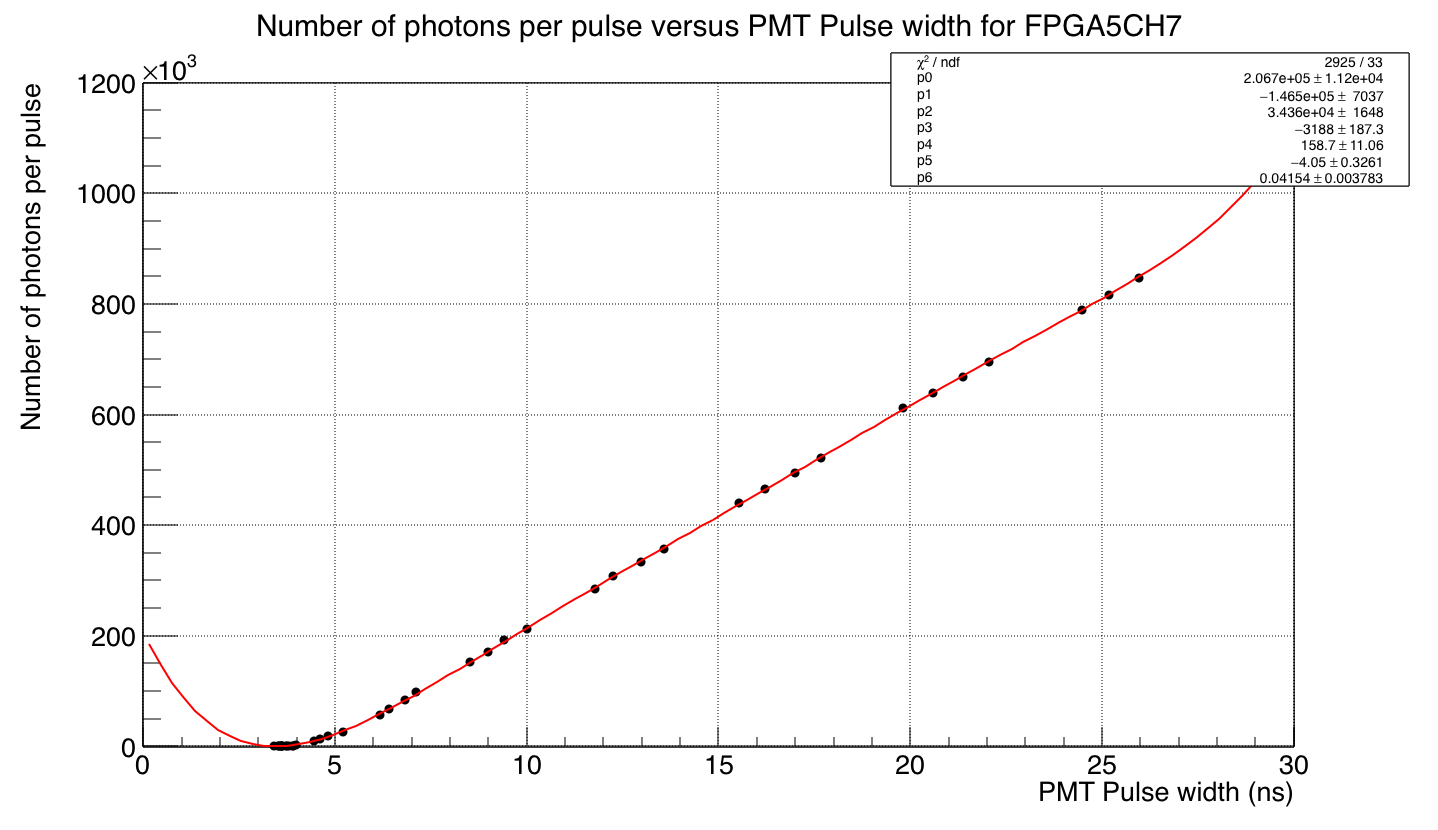 Number of photons per pulse versus PMT Pulse width for FPGA5CH7
×10³
χ² / ndf 2925 / 33
p0 2.067e+05 ± 1.12e+04
p1 −1.465e+05 ± 7037
p2 3.436e+04 ± 1648
p3 −3188 ± 187.3
p4 158.7 ± 11.06
p5 −4.05 ± 0.3261
p6 0.04154 ± 0.003783
Number of photons per pulse
1200
1000
800
600
400
200
0
0 5 10 15 20 25 30
PMT Pulse width (ns)